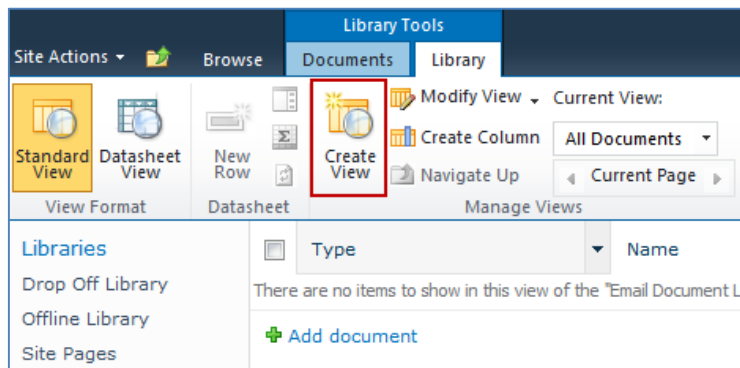 Library Tools
Site Actions Browse Documents Library
Standard View
Datasheet View
New Row
Create View
Modify View
Create Column
Navigate Up
Current View:
All Documents
Current Page
View Format Datasheet Manage Views
Libraries
Drop Off Library
Offline Library
Site Pages
Type Name
There are no items to show in this view of the "Email Document L
Add document